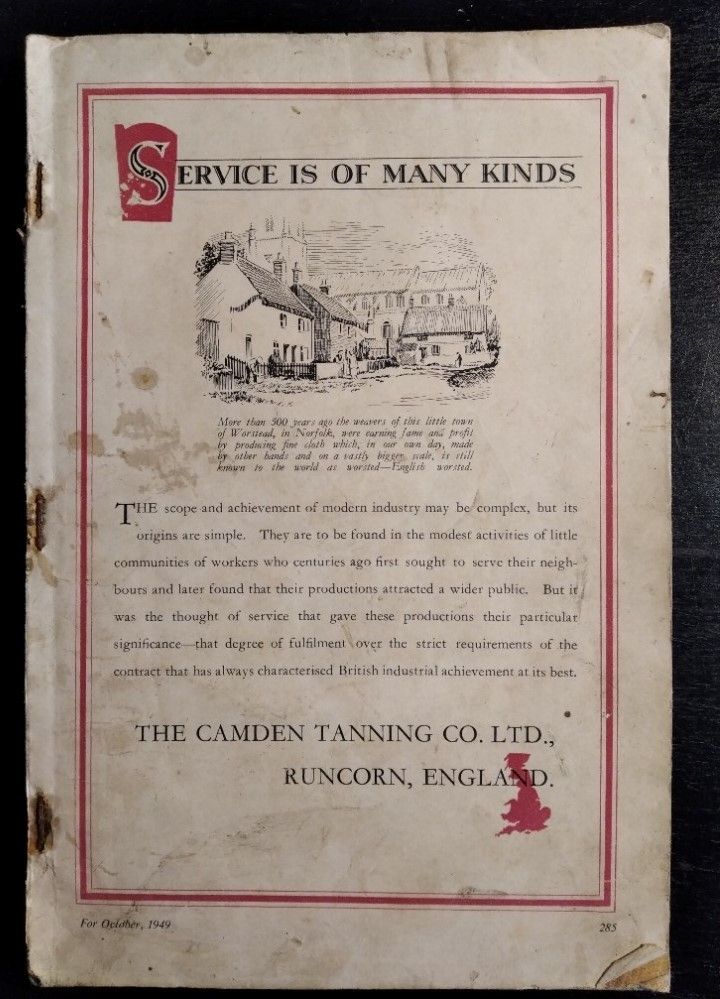 SERVICE IS OF MANY KINDS
More than 500 years ago the weavers of this little town
of Worstead, in Norfolk, were earning fame and profit
by producing fine cloth which, in our own day, made
by other hands and on a vastly bigger scale, is still
known to the world as worsted—English worsted.
THE scope and achievement of modern industry may be complex, but its
origins are simple. They are to be found in the modest activities of little
communities of workers who centuries ago first sought to serve their neigh-
bours and later found that their productions attracted a wider public. But it
was the thought of service that gave these productions their particular
significance—that degree of fulfilment over the strict requirements of the
contract that has always characterised British industrial achievement at its best.
THE CAMDEN TANNING CO. LTD.,
RUNCORN, ENGLAND.
For October, 1949
285